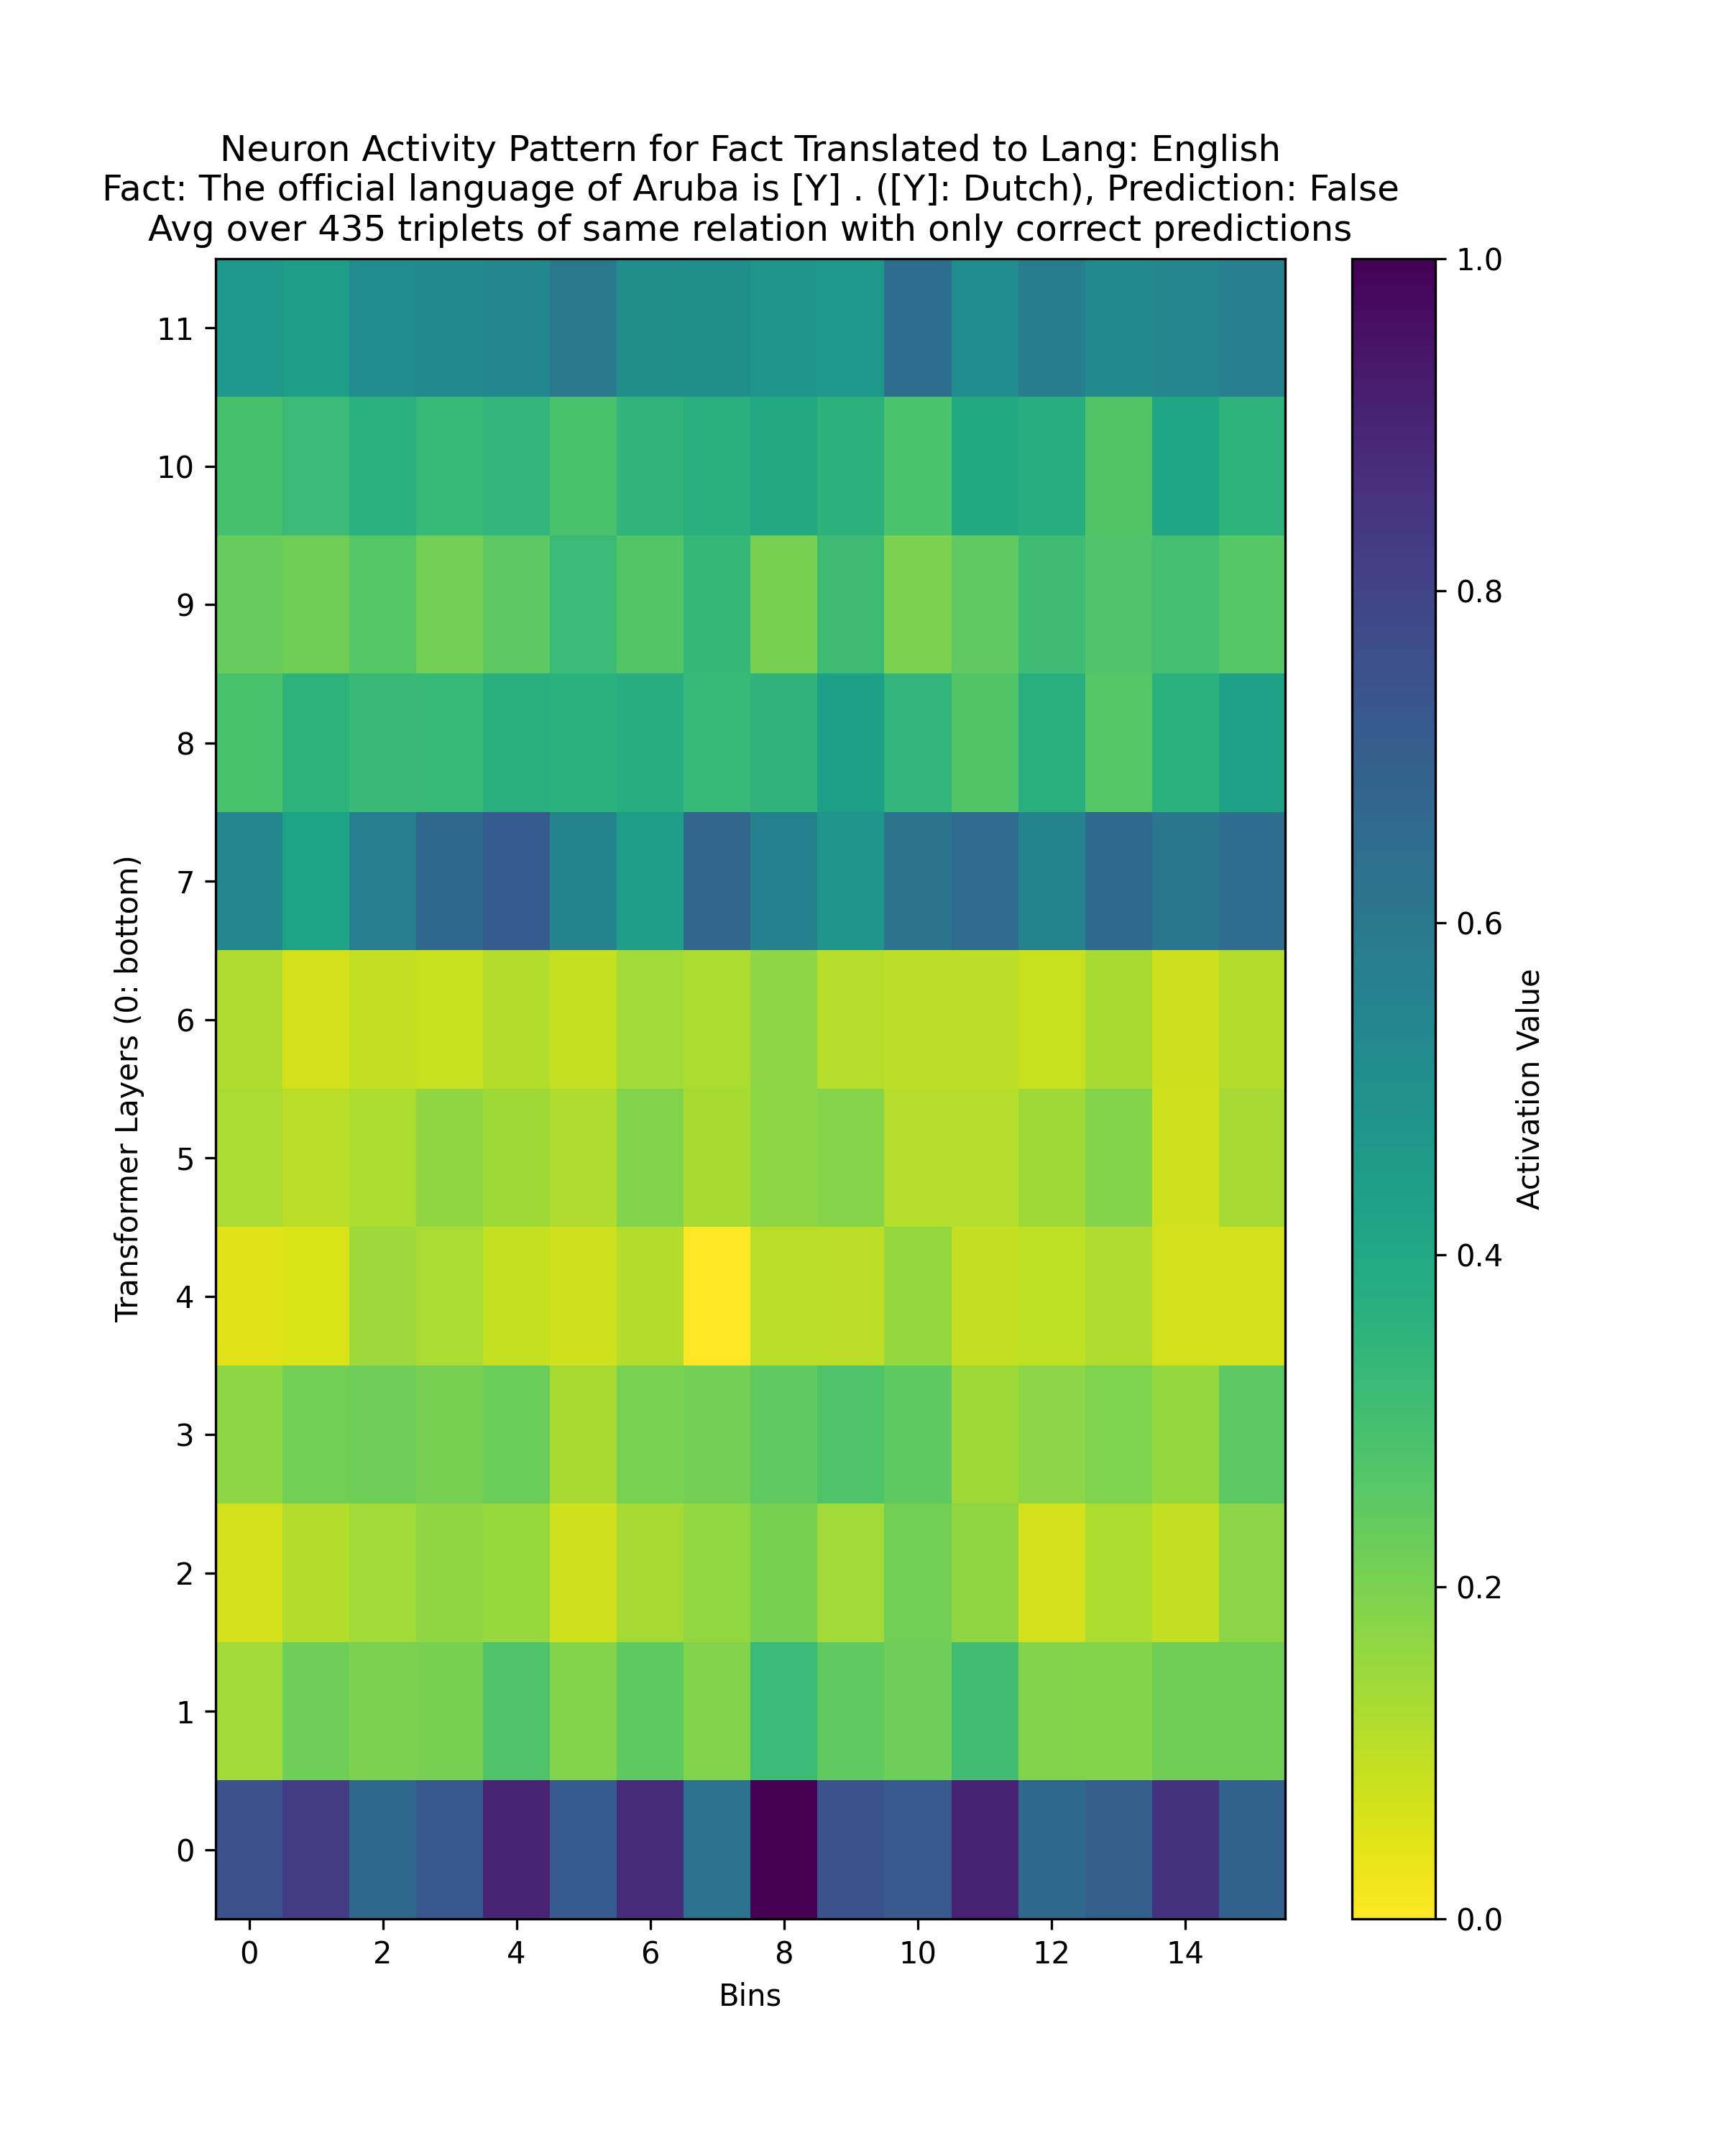 Neuron Activity Pattern for Fact Translated to Lang: English
Fact: The official language of Aruba is [Y] . ([Y]: Dutch), Prediction: False
Avg over 435 triplets of same relation with only correct predictions
11
10
9
8
7
6
5
4
3
2
1
0
Transformer Layers (0: bottom)
0 2 4 6 8 10 12 14
Bins
1.0
0.8
0.6
0.4
0.2
0.0
Activation Value